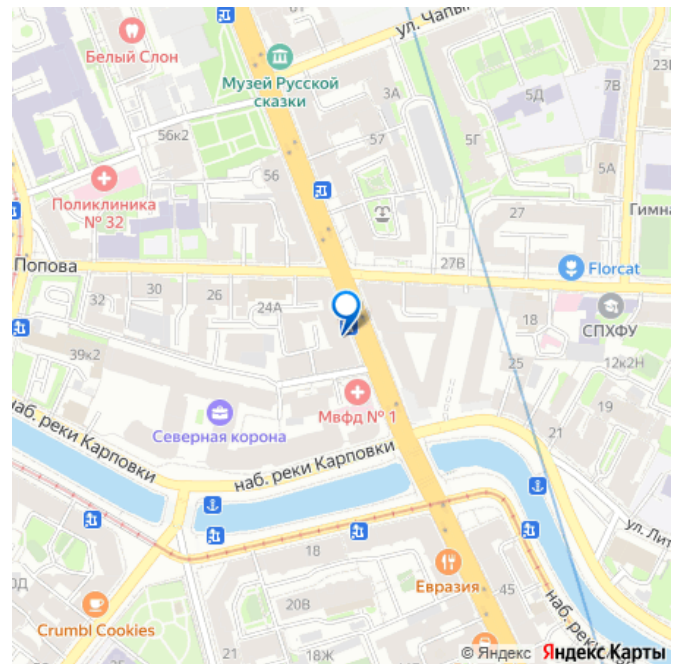 ул. Чапы
Белый Слон
Музей Русской
сказки
3А
5Д
7В
23
56к2
57
5Г
5А
56
Поликлиника
№ 32
27
Гимна
Попова
27В
Florcat
32
30
26
24А
18
СПХФУ
39к2
25
12к2Н
Мвфд № 1
19
Северная корона
21
наб. реки Карповки
наб. реки Карповки
ул. Лит
18
Евразия
45
20В
Crumbl Cookies
наб. ре
21
18Ж
© Яндекс Яндекс Карты